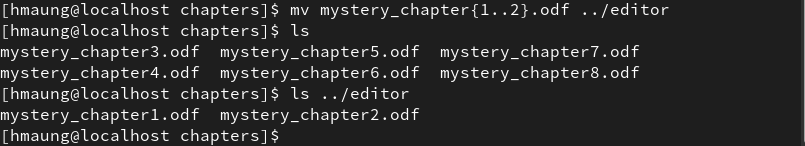 [hmaung@localhost chapters]$ mv mystery_chapter{1..2}.odf ../editor
[hmaung@localhost chapters]$ ls
mystery_chapter3.odf  mystery_chapter5.odf  mystery_chapter7.odf
mystery_chapter4.odf  mystery_chapter6.odf  mystery_chapter8.odf
[hmaung@localhost chapters]$ ls ../editor
mystery_chapter1.odf  mystery_chapter2.odf
[hmaung@localhost chapters]$